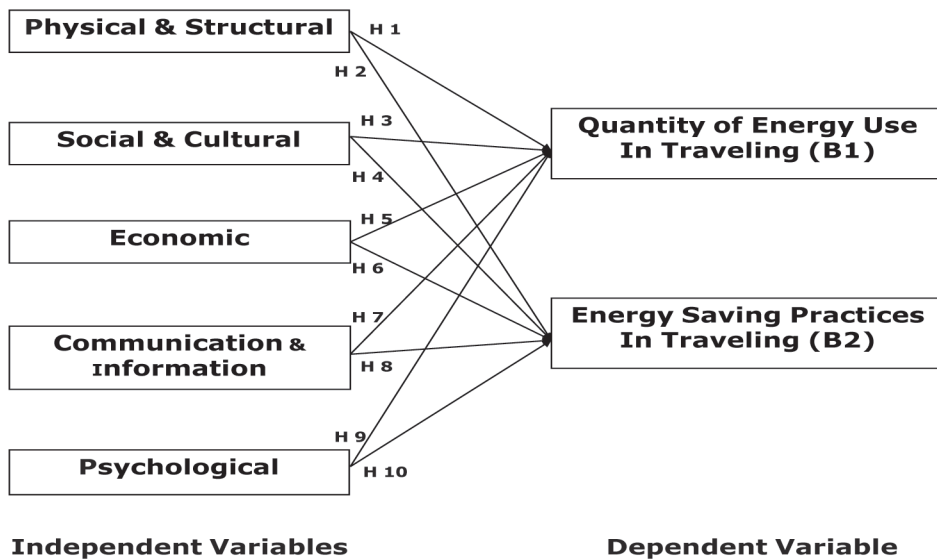 Physical & Structural
H 1
H 2
Social & Cultural
H 3
H 4
Economic
H 5
H 6
Communication &
Information
H 7
H 8
Psychological
H 9
H 10
Quantity of Energy Use
In Traveling (B1)
Energy Saving Practices
In Traveling (B2)
Independent Variables
Dependent Variable